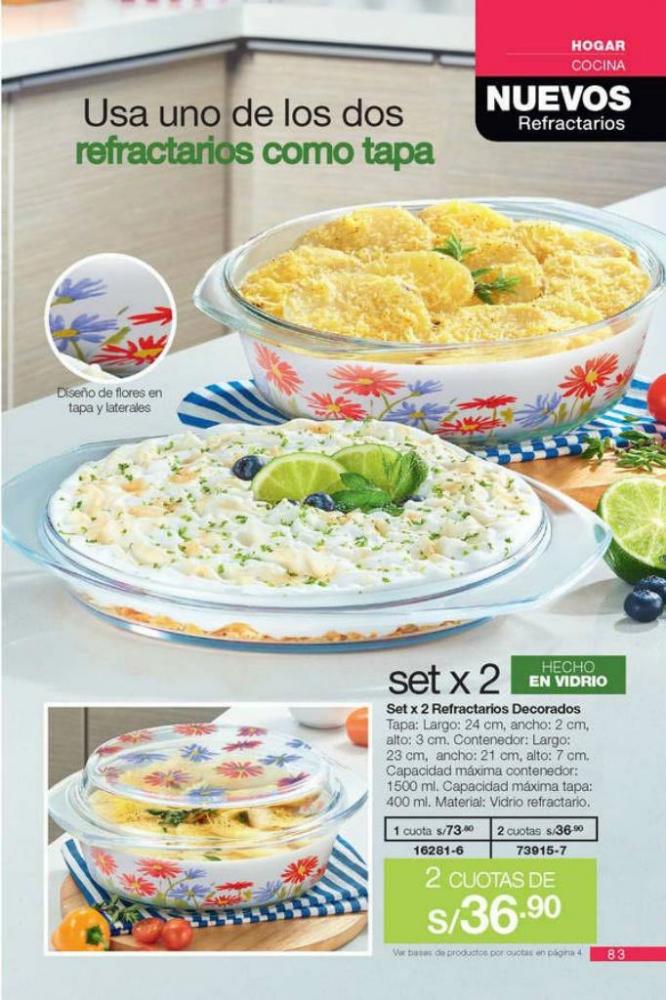 HOGAR
COCINA
NUEVOS
Refractarios
Usa uno de los dos
refractarios como tapa
Diseño de flores en
tapa y laterales
set x 2
HECHO
EN VIDRIO
Set x 2 Refractarios Decorados
Tapa: Largo: 24 cm, ancho: 2 cm,
alto: 3 cm. Contenedor: Largo:
23 cm, ancho: 21 cm, alto: 7 cm.
Capacidad máxima contenedor:
1500 ml. Capacidad máxima tapa:
400 ml. Material: Vidrio refractario.
1 cuota s/73.80 2 cuotas s/36.90
16281-6 73915-7
2 CUOTAS DE
s/36.90
Ver bases de productos por cuotas en página 4
83